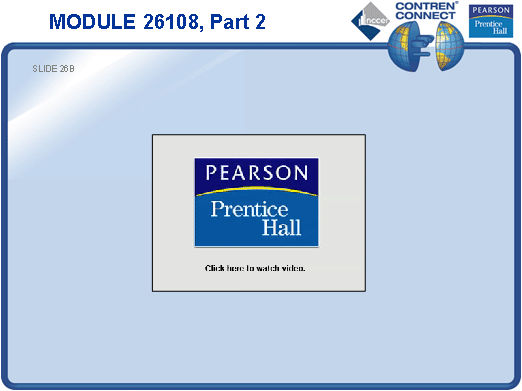 MODULE 26108, Part 2
nccer
CONTREN®
CONNECT
PEARSON
Prentice
Hall
SLIDE 26B
PEARSON
Prentice
Hall
Click here to watch video.